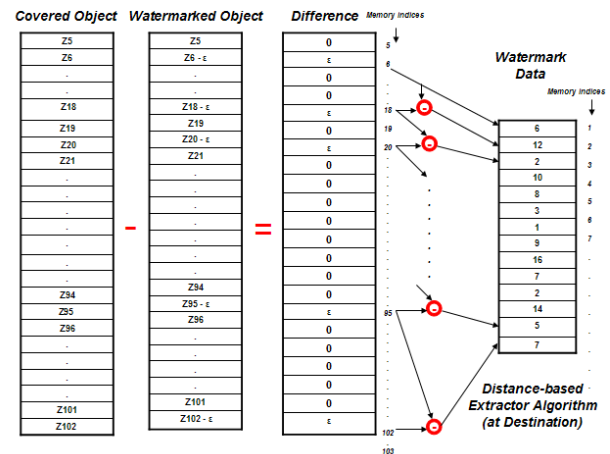 Covered Object
Z5
Z6
.
.
Z18
Z19
Z20
Z21
.
.
.
.
.
.
.
Z94
Z95
Z96
.
.
.
.
Z101
Z102
-
Watermarked Object
Z5
Z6 - ε
.
.
Z18 - ε
Z19
Z20 - ε
Z21
.
.
.
.
.
.
.
Z94
Z95 - ε
Z96
.
.
.
.
Z101
Z102 - ε
=
Difference
0
ε
0
0
ε
0
ε
0
0
0
0
0
0
0
0
ε
0
0
0
0
0
ε
Memory indices
5
6
.
.
18
19
20
.
.
95
.
.
102
.
103
-
-
-
-
Watermark
Data
Memory indices
6
12
2
10
8
3
1
9
16
7
2
14
5
7
1
2
3
4
5
6
7
.
.
.
Distance-based
Extractor Algorithm
(at Destination)